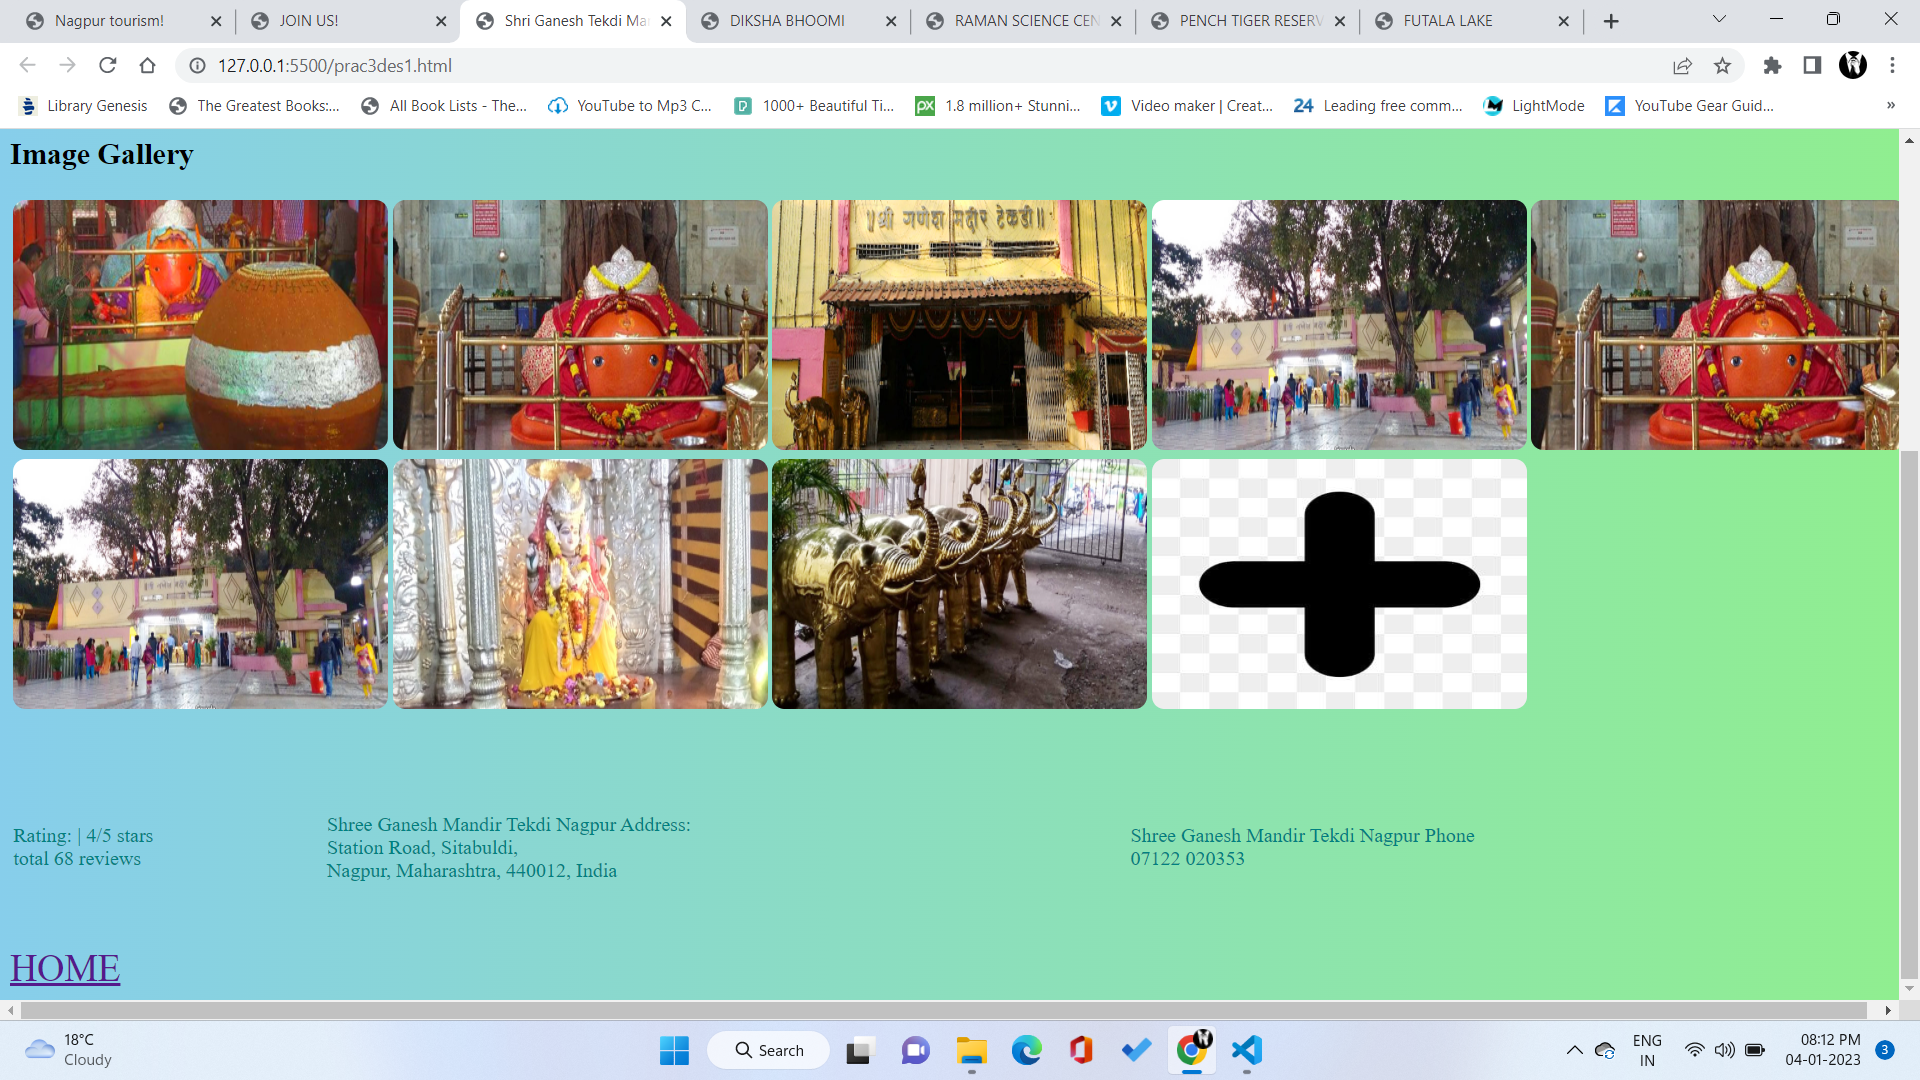 Nagpur tourism!
JOIN US!
Shri Ganesh Tekdi Ma
DIKSHA BHOOMI
RAMAN SCIENCE CEN
PENCH TIGER RESERV
FUTALA LAKE
127.0.0.1:5500/prac3des1.html
Library Genesis
The Greatest Books:...
All Book Lists - The...
YouTube to Mp3 C...
1000+ Beautiful Ti...
px
1.8 million+ Stunni...
Video maker | Creat...
24
Leading free comm...
LightMode
YouTube Gear Guid...
»
Image Gallery
॥श्री गणेश मंदीर टेकडी॥
Rating: | 4/5 stars
total 68 reviews
Shree Ganesh Mandir Tekdi Nagpur Address:
Station Road, Sitabuldi,
Nagpur, Maharashtra, 440012, India
Shree Ganesh Mandir Tekdi Nagpur Phone
07122 020353
HOME
18°C
Cloudy
Search
ENG
IN
08:12 PM
04-01-2023
3